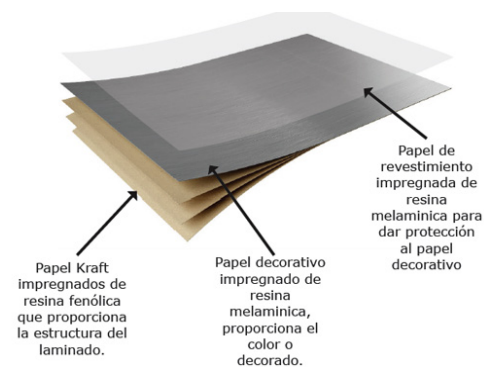 Papel de
revestimiento
impregnada de
resina
melaminica para
dar protección
al papel
decorativo
Papel Kraft
impregnados de
resina fenólica
que proporciona
la estructura del
laminado.
Papel decorativo
impregnado de
resina
melaminica,
proporciona el
color o
decorado.